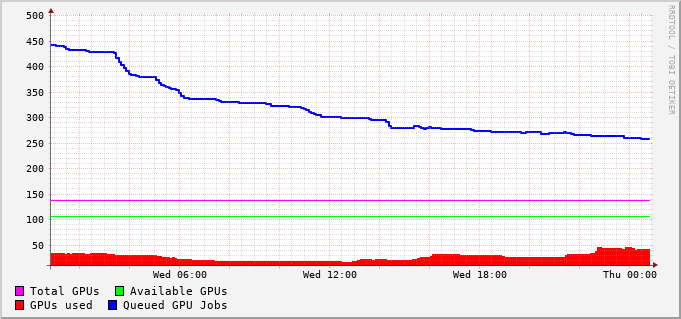 500
450
400
350
300
250
200
150
100
50
Wed 06:00 Wed 12:00 Wed 18:00 Thu 00:00
Total GPUs Available GPUs
GPUs used Queued GPU Jobs
RRDTOOL / TOBI OETIKER